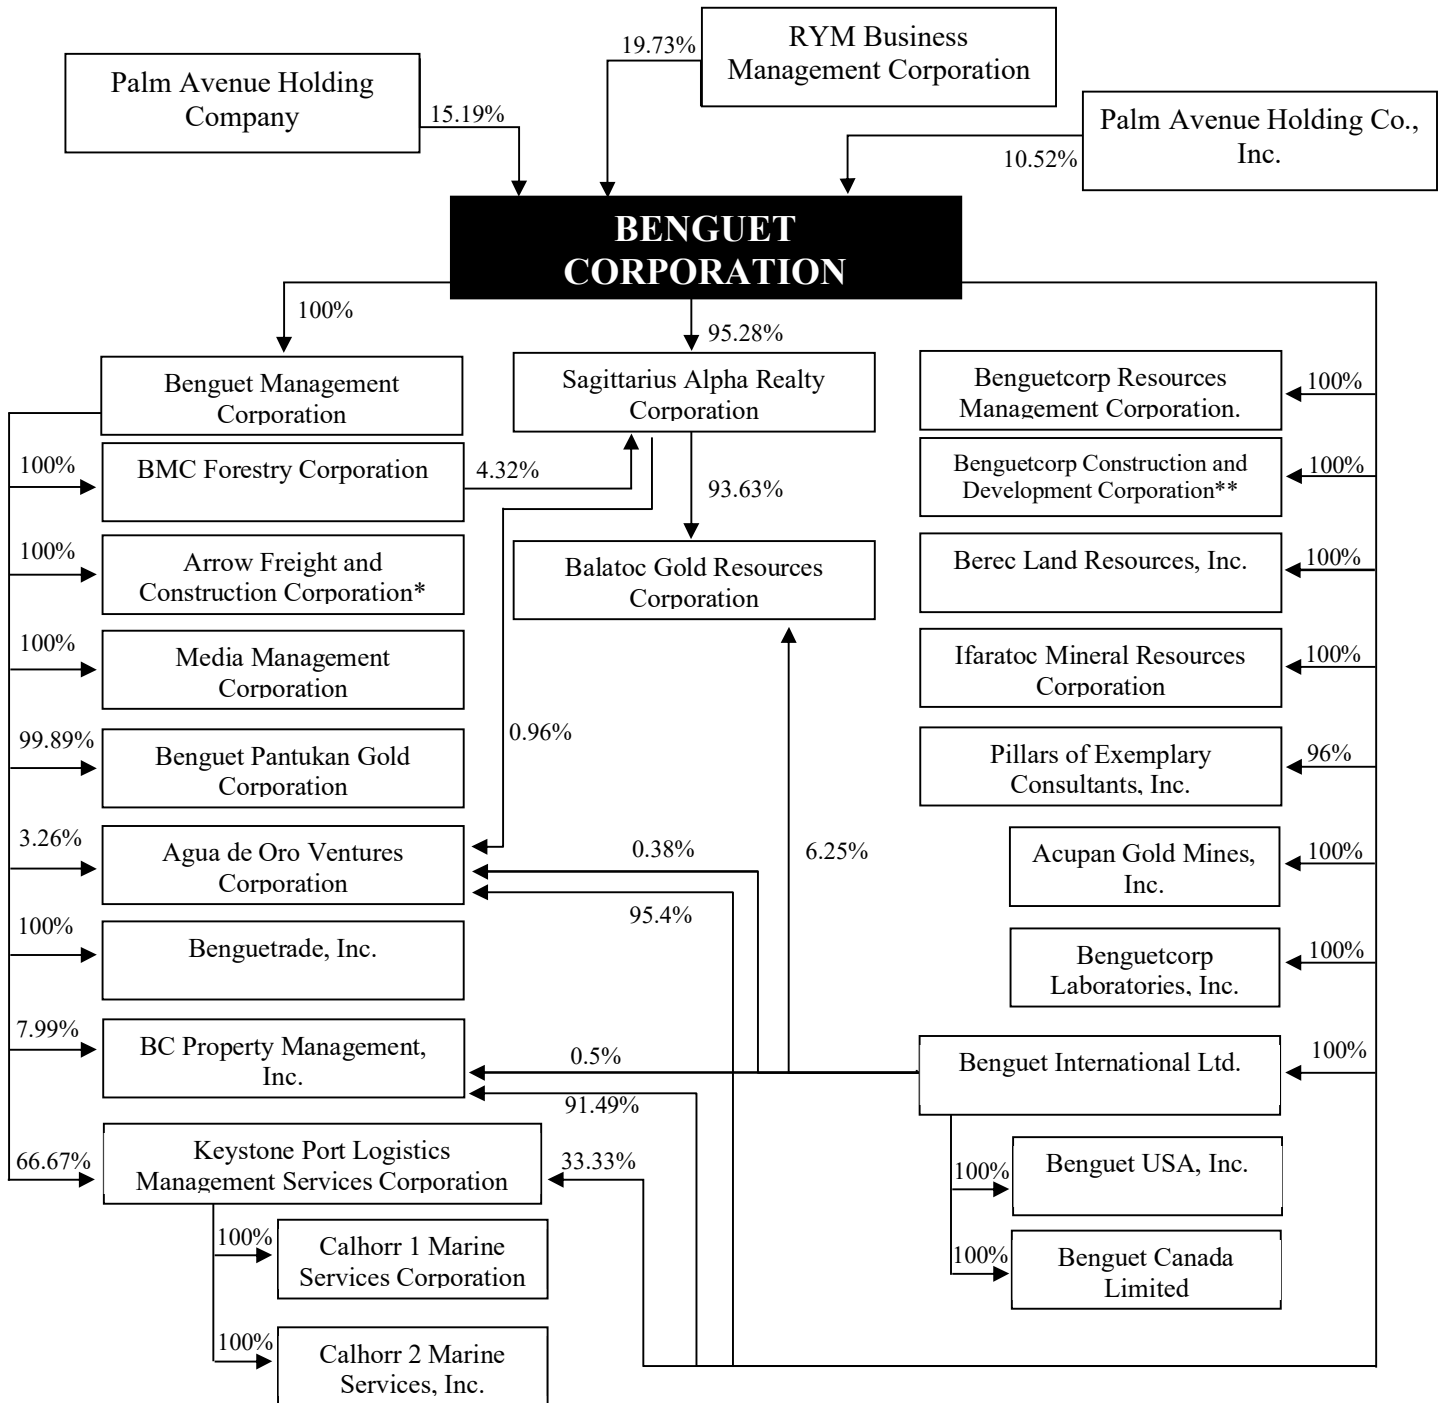 RYM Business
Management Corporation
19.73%
Palm Avenue Holding
Company
15.19%
Palm Avenue Holding Co.,
Inc.
10.52%
BENGUET
CORPORATION
100%
95.28%
Benguet Management
Corporation
Sagittarius Alpha Realty
Corporation
Benguetcorp Resources
Management Corporation.
100%
100%
BMC Forestry Corporation
4.32%
93.63%
Benguetcorp Construction and
Development Corporation**
100%
100%
Arrow Freight and
Construction Corporation*
Balatoc Gold Resources
Corporation
Berec Land Resources, Inc.
100%
100%
Media Management
Corporation
Ifaratoc Mineral Resources
Corporation
100%
99.89%
Benguet Pantukan Gold
Corporation
0.96%
Pillars of Exemplary
Consultants, Inc.
96%
3.26%
Agua de Oro Ventures
Corporation
0.38%
6.25%
95.4%
Acupan Gold Mines,
Inc.
100%
100%
Benguetrade, Inc.
Benguetcorp
Laboratories, Inc.
100%
7.99%
BC Property Management,
Inc.
0.5%
91.49%
Benguet International Ltd.
100%
66.67%
Keystone Port Logistics
Management Services Corporation
33.33%
100%
Benguet USA, Inc.
100%
Calhorr 1 Marine
Services Corporation
100%
Benguet Canada
Limited
100%
Calhorr 2 Marine
Services, Inc.